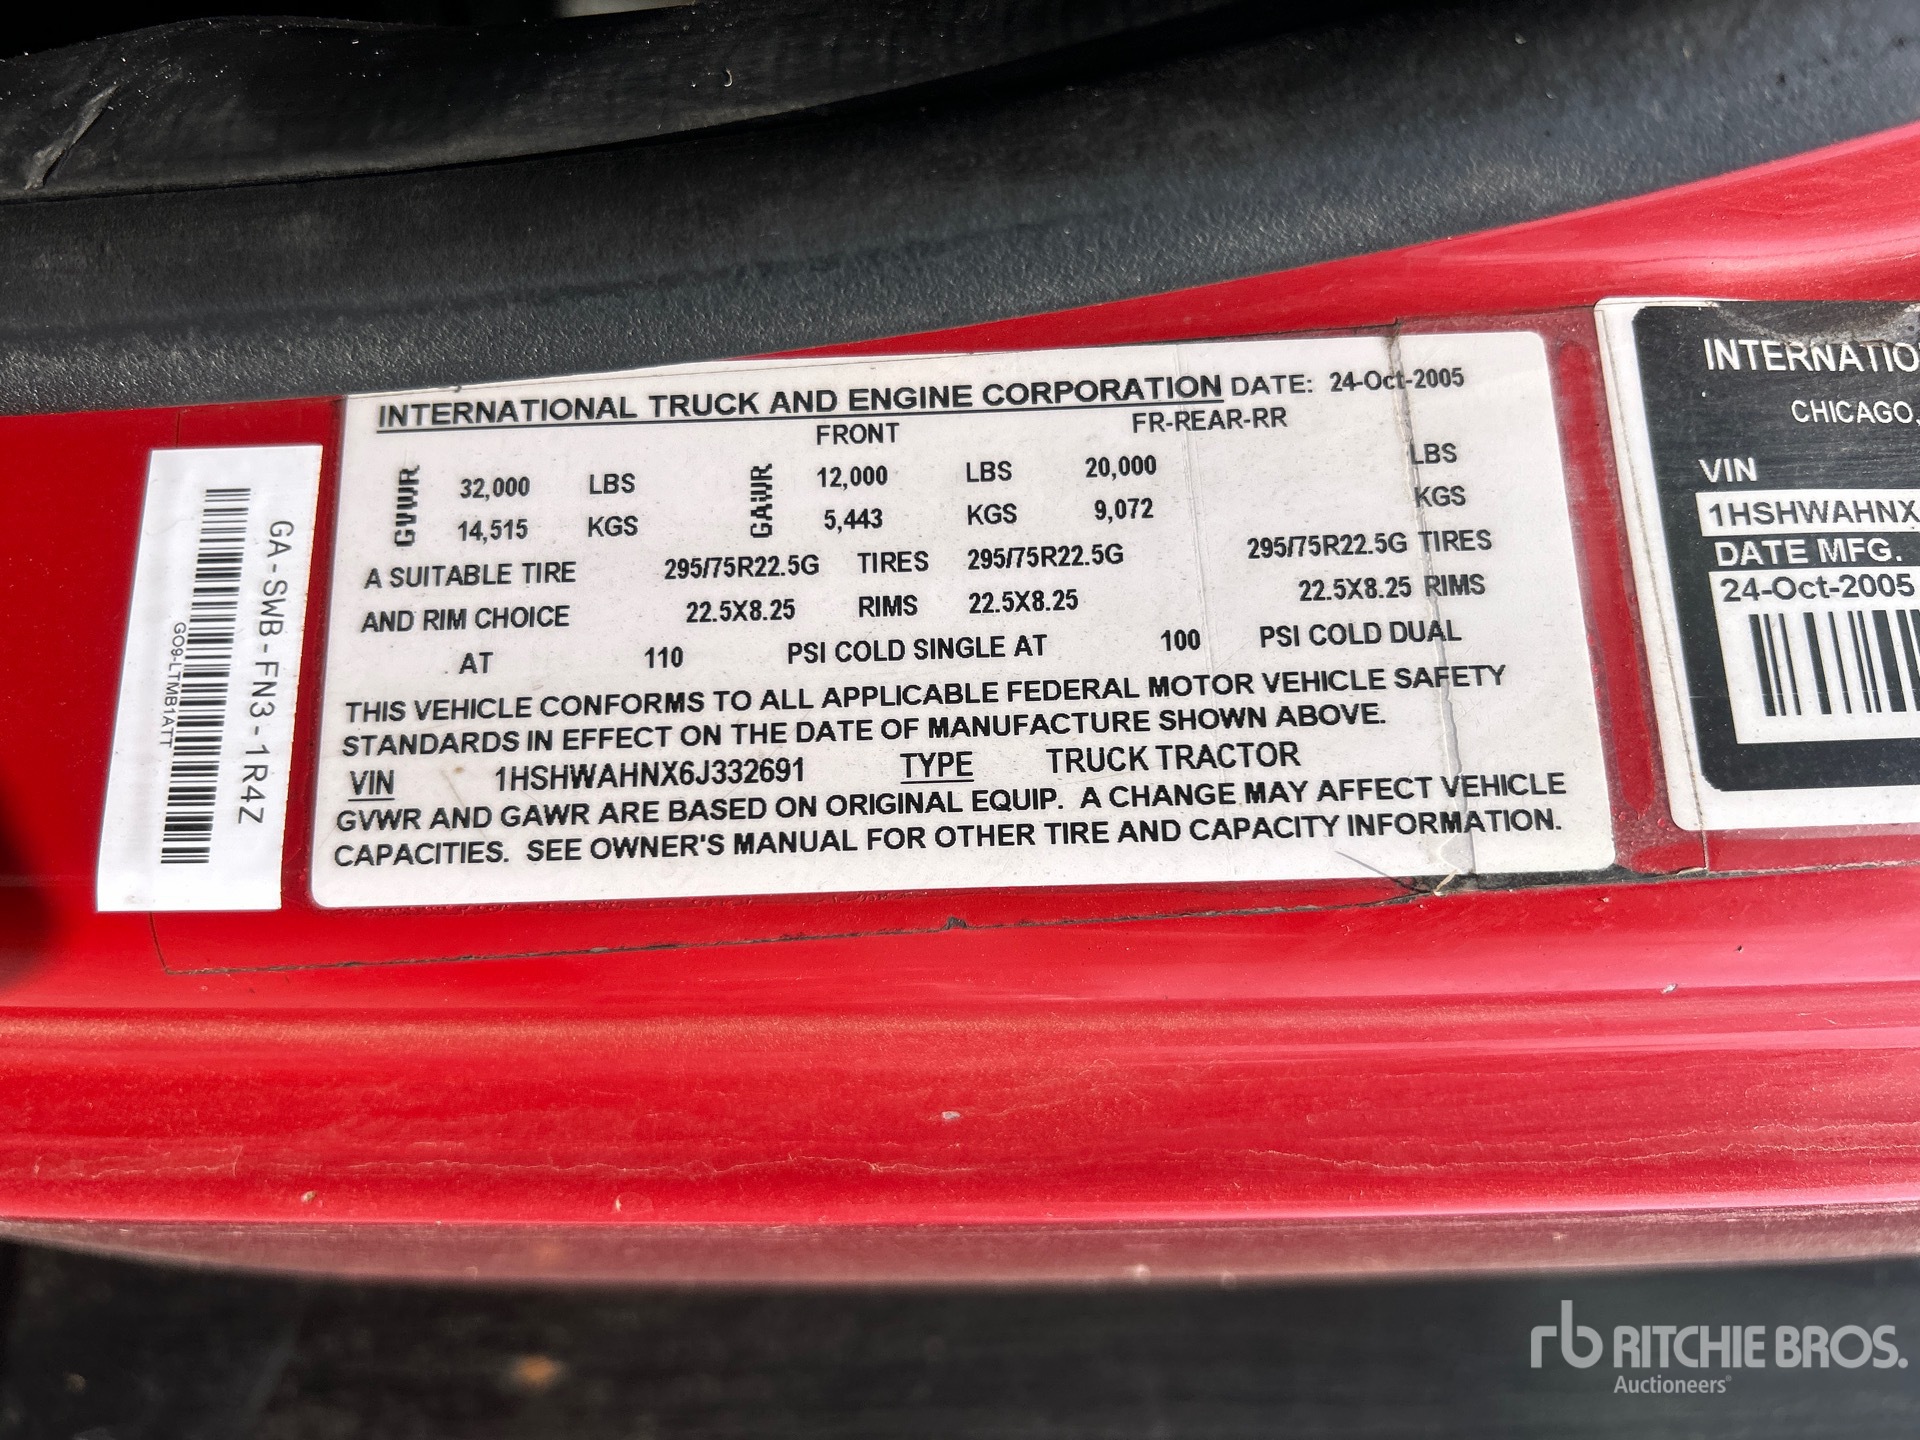 INTERNATIONAL TRUCK AND ENGINE CORPORATION DATE: 24-Oct-2005
FRONT FR-REAR-RR
GVWR 32,000 LBS GAWR 12,000 LBS 20,000 LBS
14,515 KGS 5,443 KGS 9,072 KGS
A SUITABLE TIRE 295/75R22.5G TIRES 295/75R22.5G 295/75R22.5G TIRES
AND RIM CHOICE 22.5X8.25 RIMS 22.5X8.25 22.5X8.25 RIMS
AT 110 PSI COLD SINGLE AT 100 PSI COLD DUAL
THIS VEHICLE CONFORMS TO ALL APPLICABLE FEDERAL MOTOR VEHICLE SAFETY
STANDARDS IN EFFECT ON THE DATE OF MANUFACTURE SHOWN ABOVE.
VIN 1HSHWAHNX6J332691 TYPE TRUCK TRACTOR
GVWR AND GAWR ARE BASED ON ORIGINAL EQUIP. A CHANGE MAY AFFECT VEHICLE
CAPACITIES. SEE OWNER'S MANUAL FOR OTHER TIRE AND CAPACITY INFORMATION.
GA-SWB-FN3-1R4Z
GO9-LTMB1ATT
INTERNATIO
CHICAGO,
VIN
1HSHWAHNX
DATE MFG.
24-Oct-2005
rb RITCHIE BROS.
Auctioneers